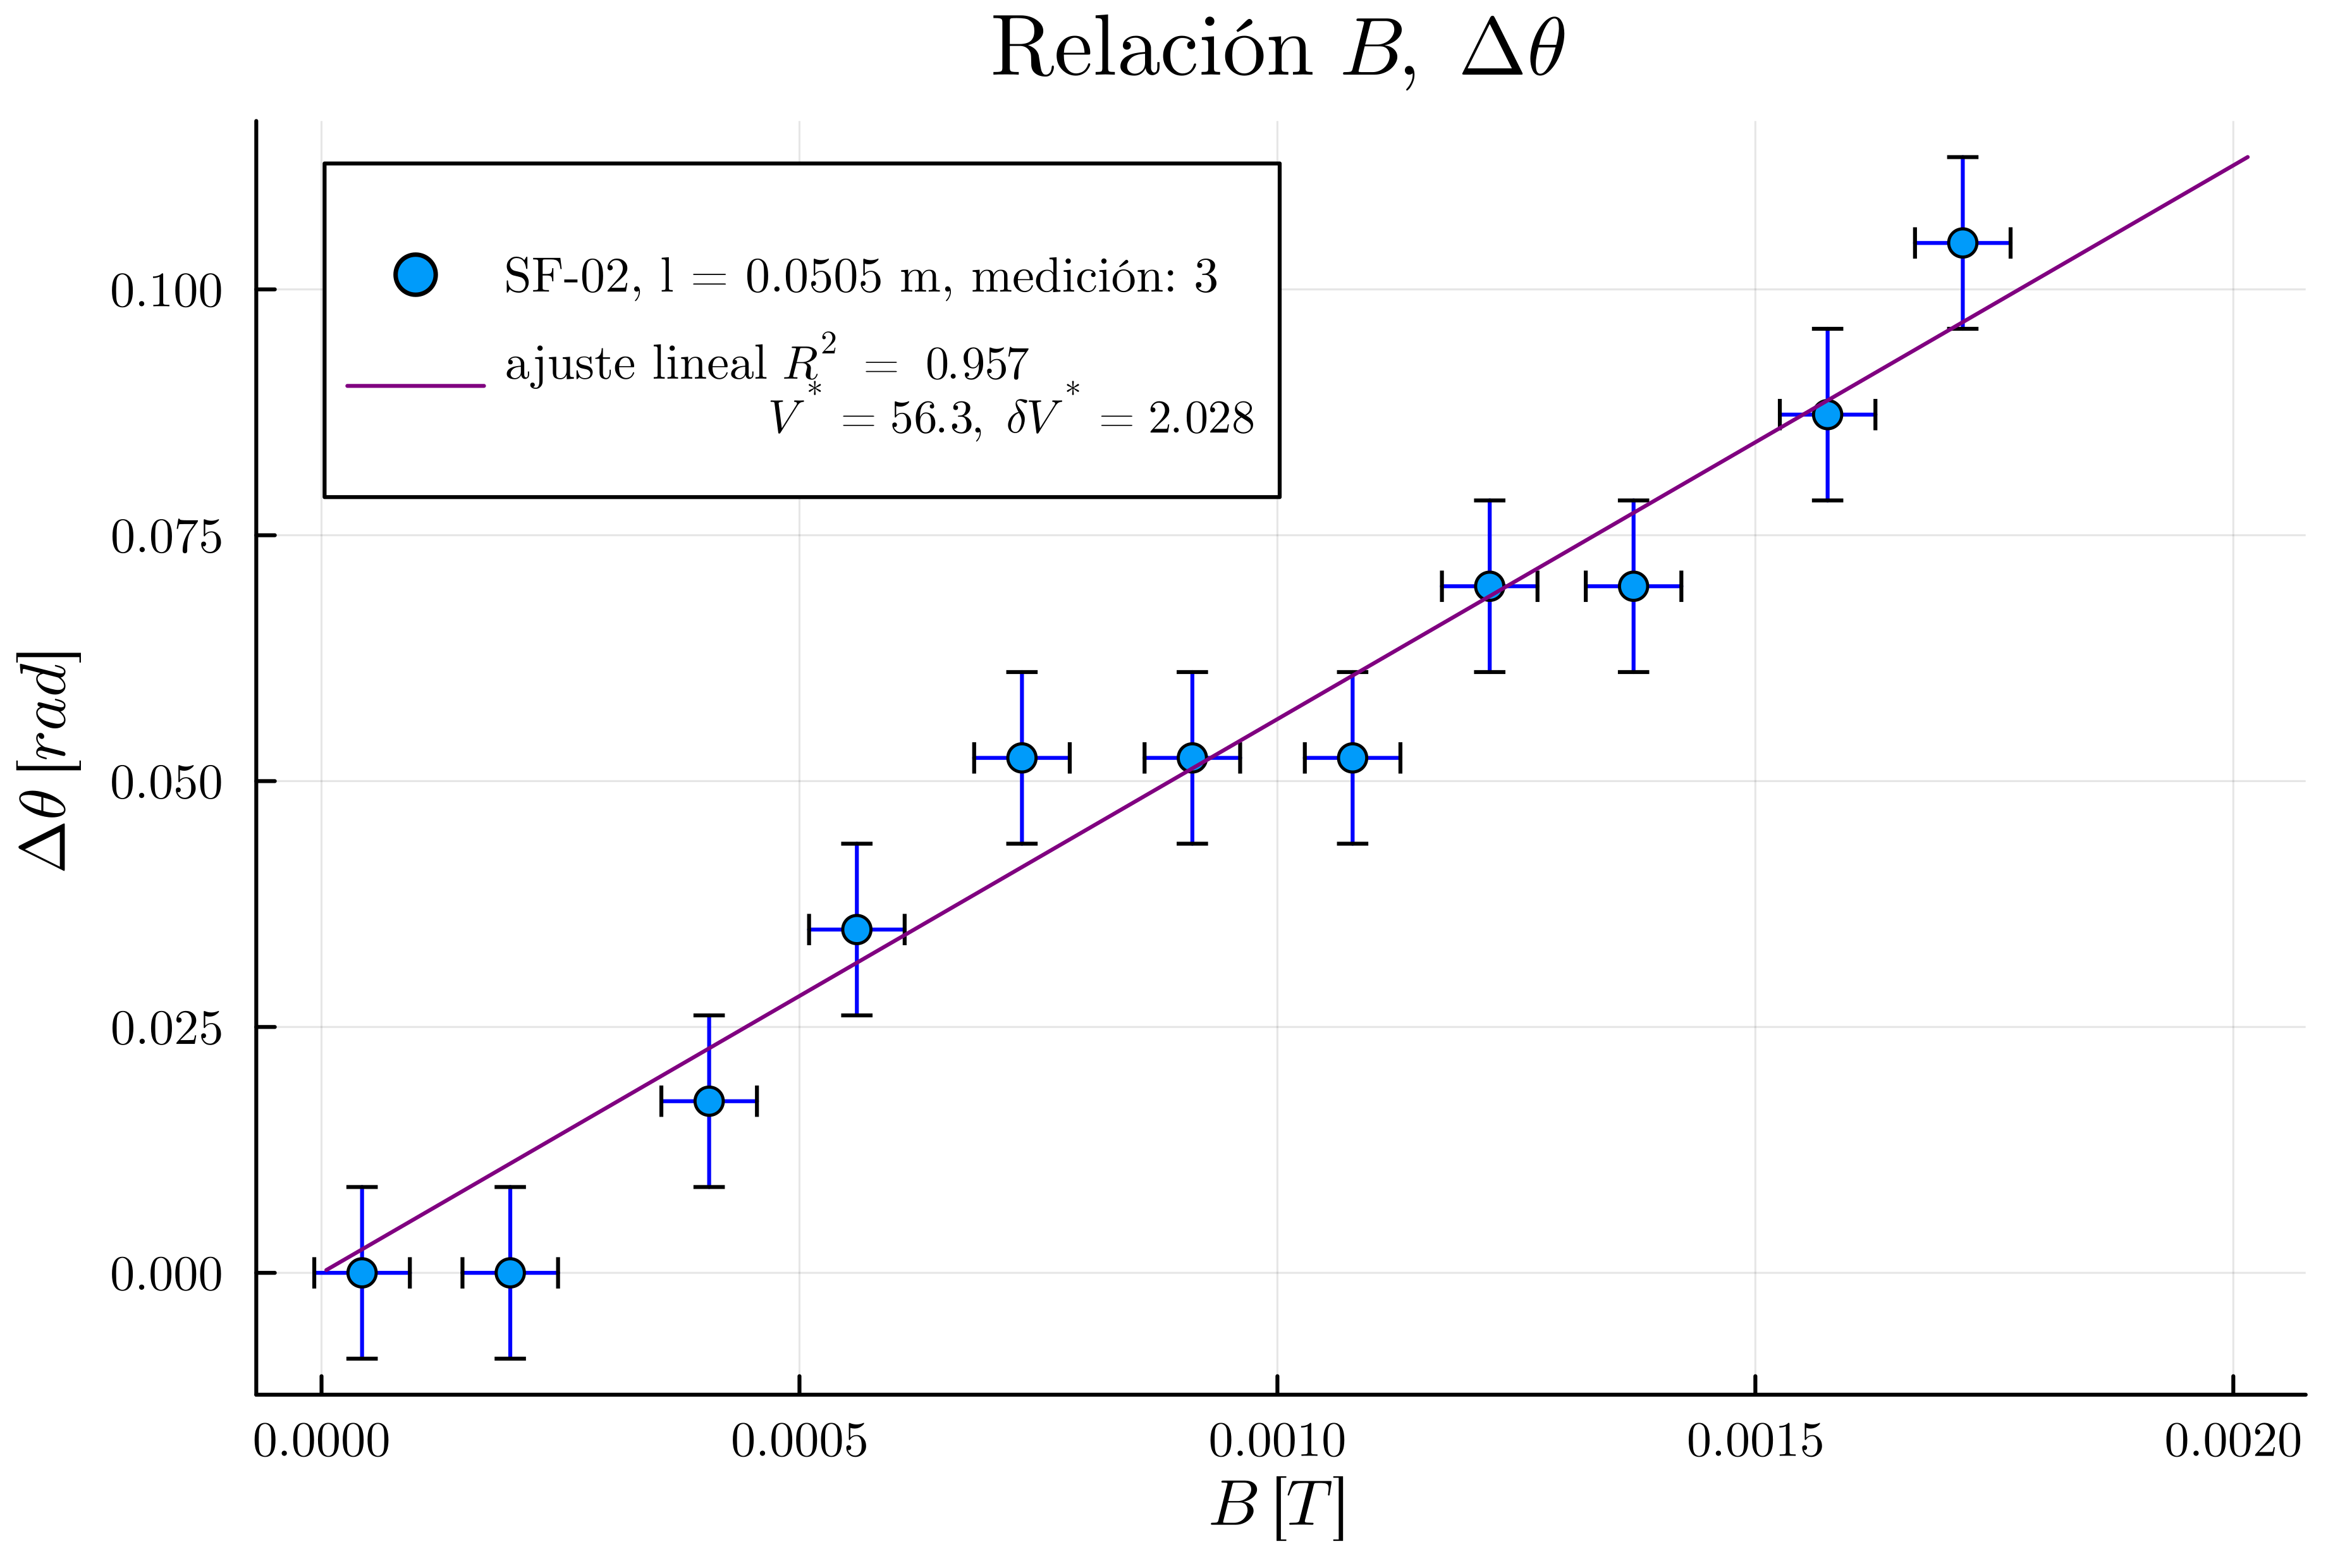 Relación B, Δθ
SF-02, l = 0.0505 m, medición: 3
ajuste lineal R² = 0.957
V* = 56.3, δV* = 2.028
0.100
0.075
0.050
0.025
0.000
Δθ [rad]
0.0000 0.0005 0.0010 0.0015 0.0020
B [T]